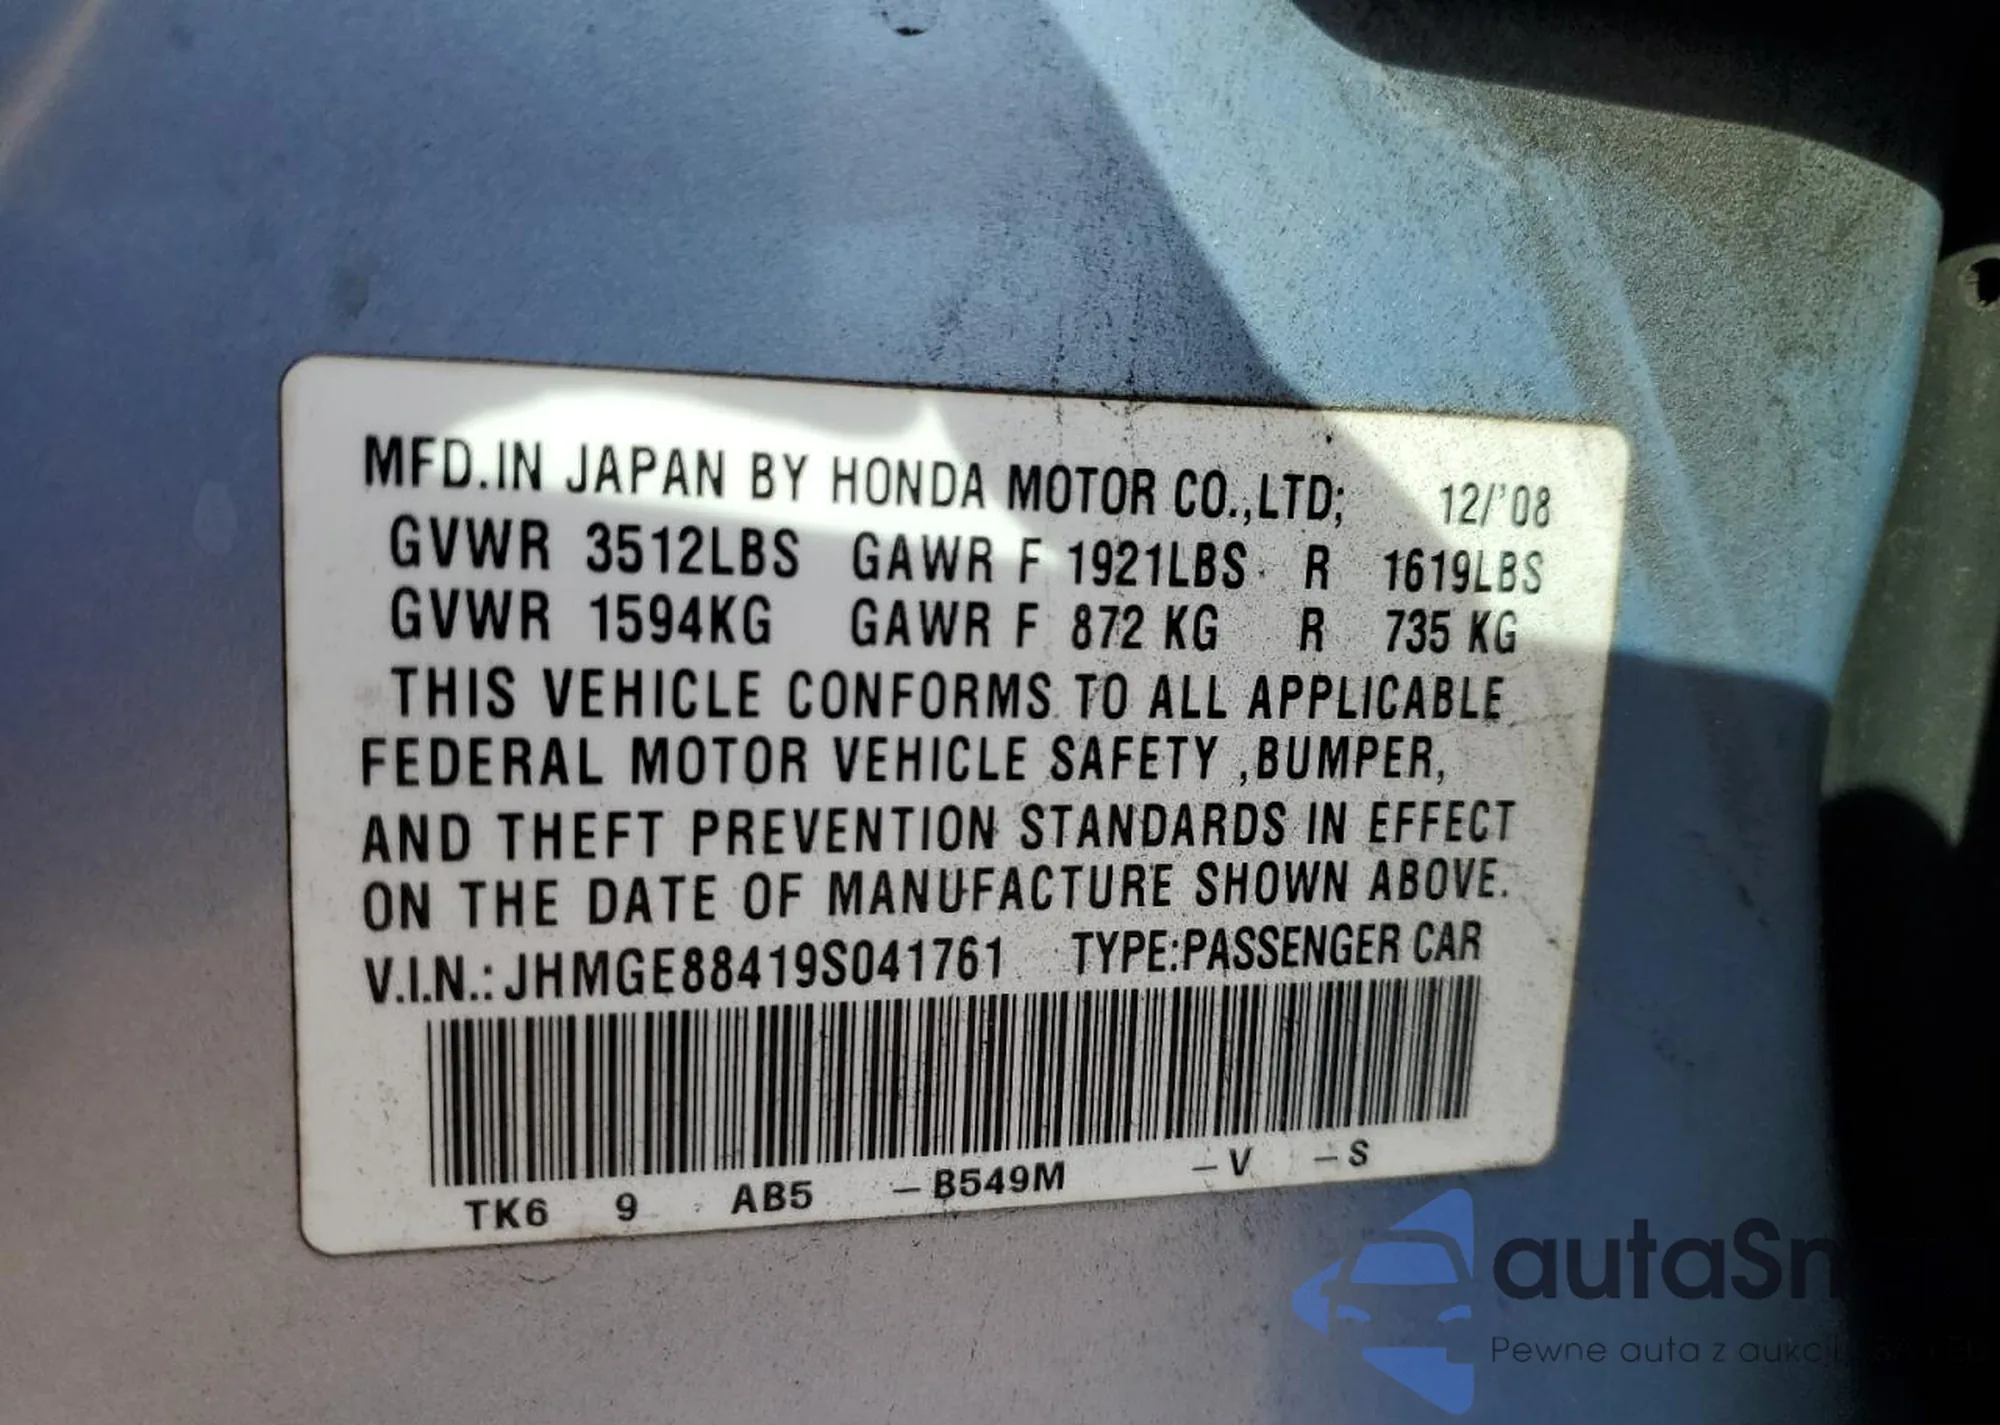 MFD.IN JAPAN BY HONDA MOTOR CO.,LTD; 12/'08
GVWR 3512LBS GAWR F 1921LBS R 1619LBS
GVWR 1594KG GAWR F 872 KG R 735 KG
THIS VEHICLE CONFORMS TO ALL APPLICABLE
FEDERAL MOTOR VEHICLE SAFETY ,BUMPER,
AND THEFT PREVENTION STANDARDS IN EFFECT
ON THE DATE OF MANUFACTURE SHOWN ABOVE.
V.I.N.: JHMGE88419S041761 TYPE:PASSENGER CAR
TK6 9 AB5 –B549M –V –S
Pewne auta z